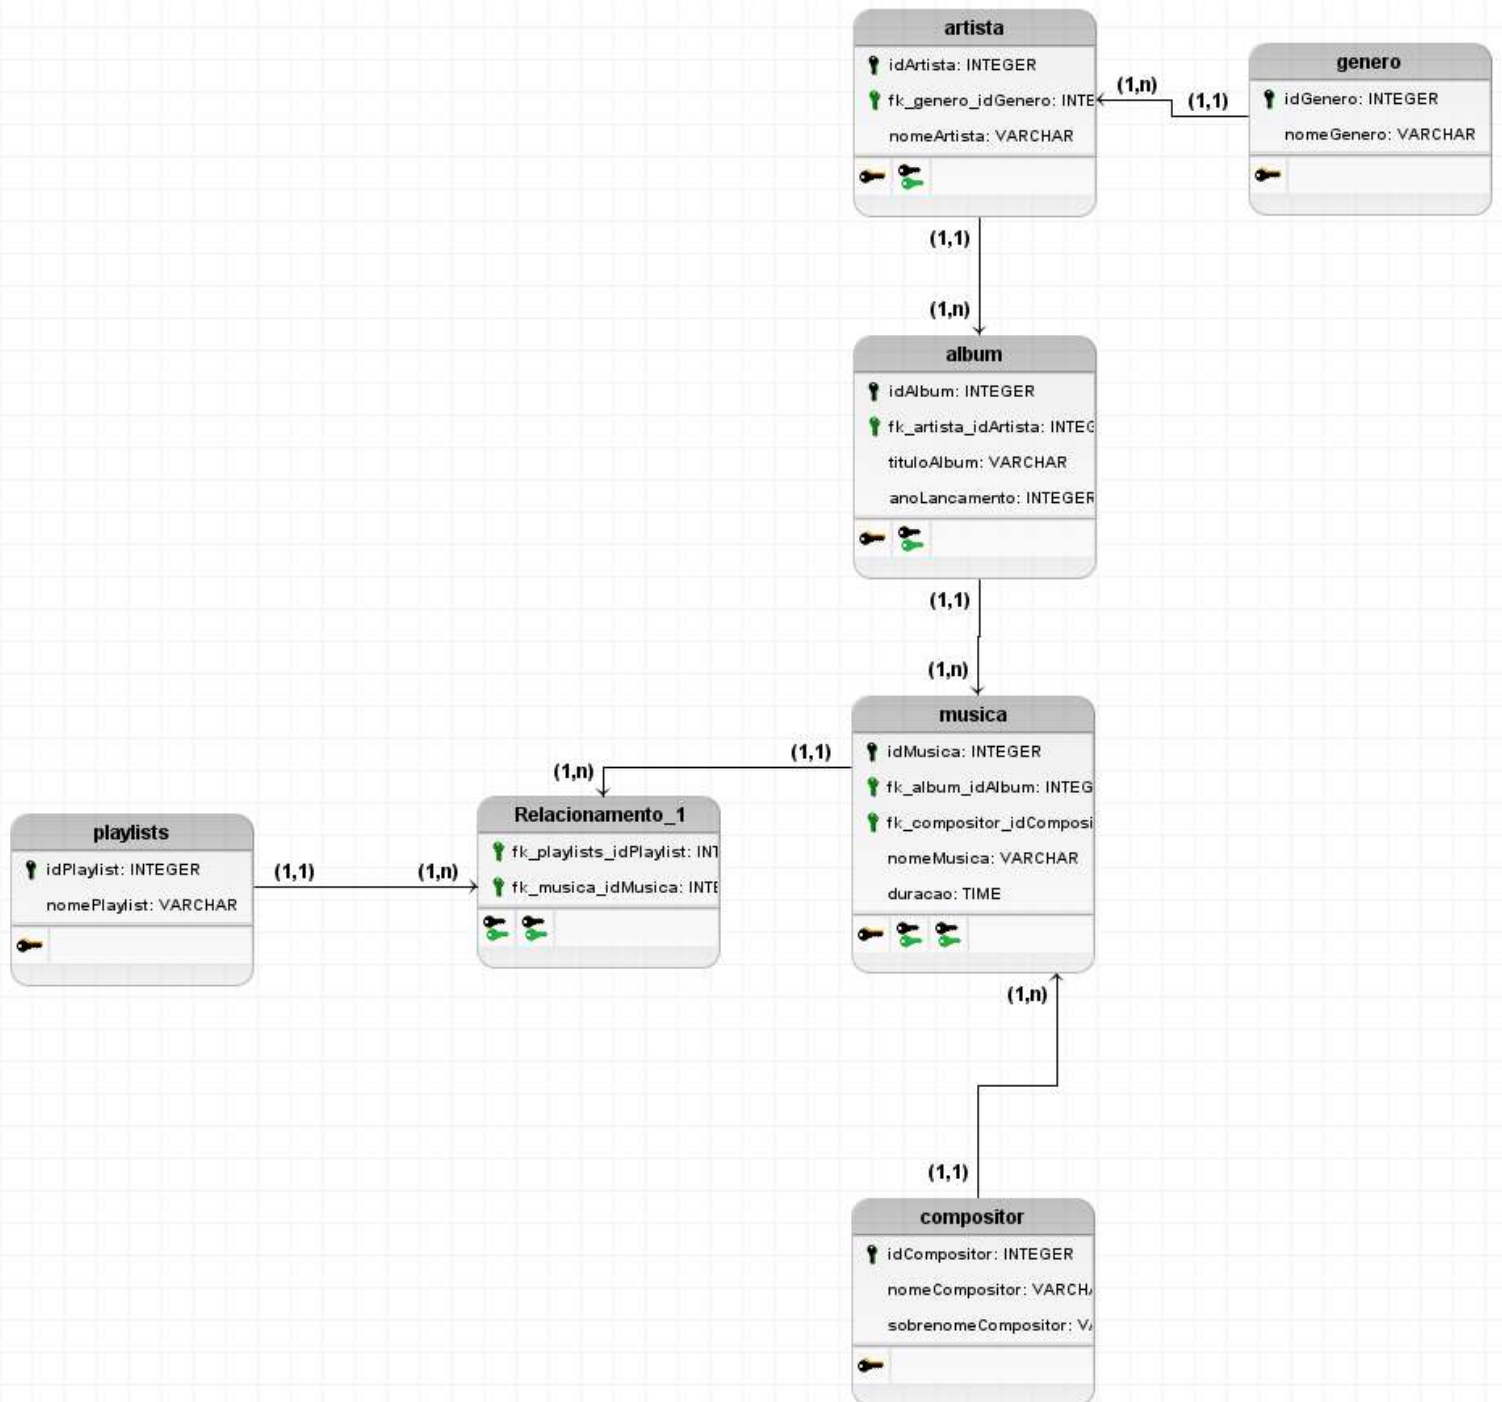 artista
idArtista: INTEGER
fk_genero_idGenero: INTE
nomeArtista: VARCHAR
(1,n)
(1,1)
genero
idGenero: INTEGER
nomeGenero: VARCHAR
(1,1)
(1,n)
album
idAlbum: INTEGER
fk_artista_idArtista: INTEG
tituloAlbum: VARCHAR
anoLancamento: INTEGER
(1,1)
(1,n)
musica
idMusica: INTEGER
fk_album_idAlbum: INTEG
fk_compositor_idComposi
nomeMusica: VARCHAR
duracao: TIME
(1,1)
(1,n)
Relacionamento_1
fk_playlists_idPlaylist: INT
fk_musica_idMusica: INTE
playlists
idPlaylist: INTEGER
nomePlaylist: VARCHAR
(1,1)
(1,n)
(1,n)
(1,1)
compositor
idCompositor: INTEGER
nomeCompositor: VARCHA
sobrenomeCompositor: VA